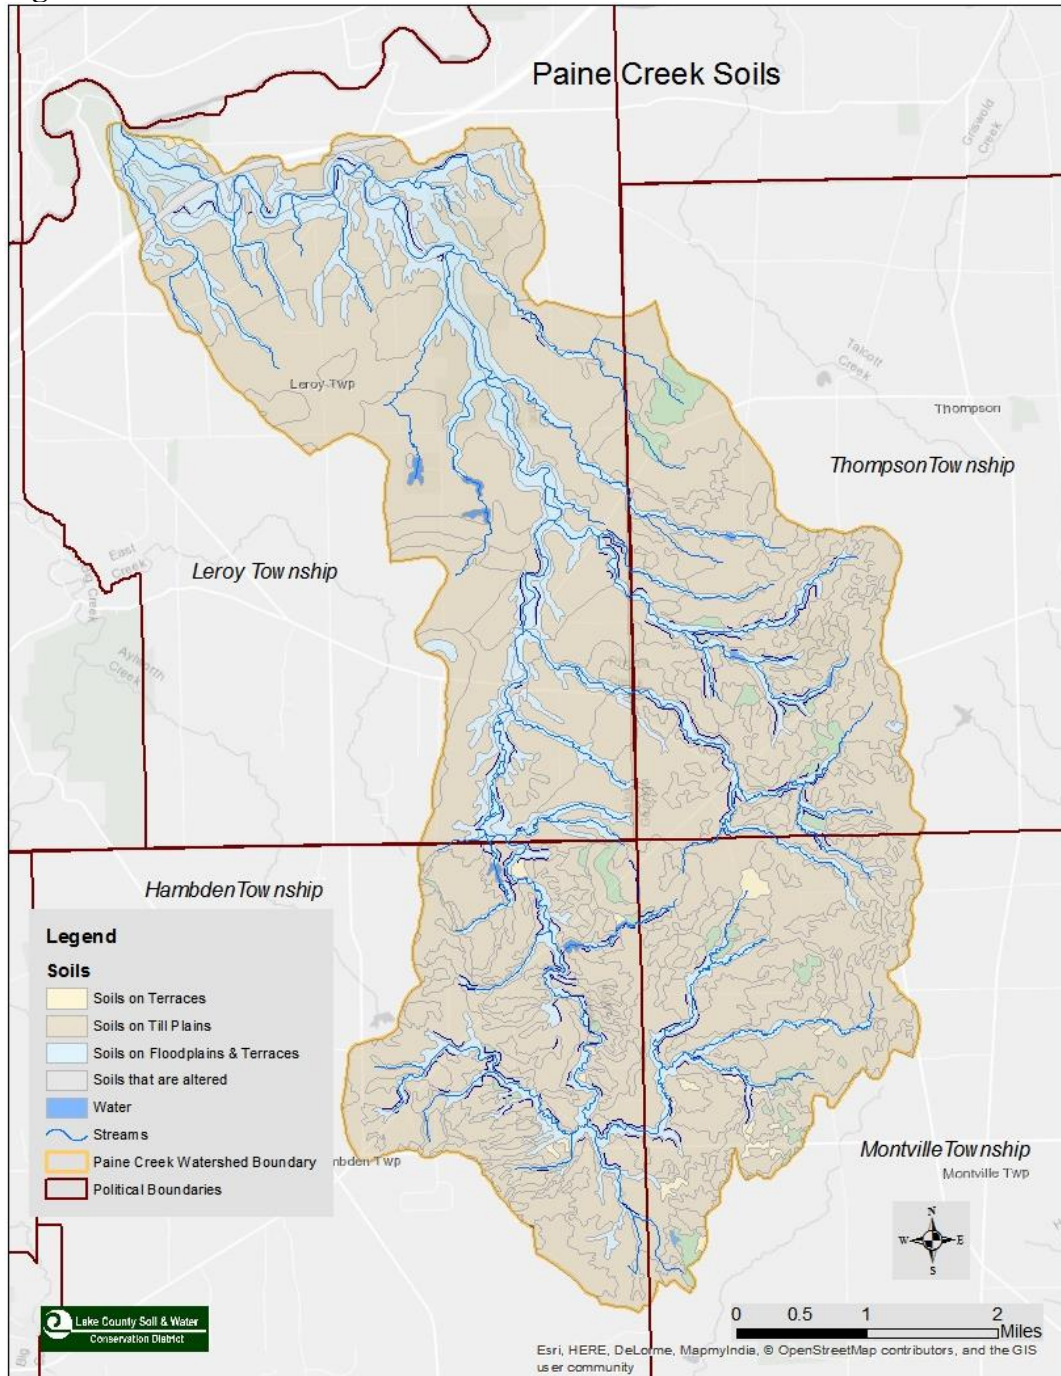 Paine Creek Soils
Griswold
Creek
Talcott
Creek
Leroy Twp
Thompson
Thompson Township
East
Creek
Leroy Township
Aylworth
Creek
Hambden Township
Legend
Soils
Soils on Terraces
Soils on Till Plains
Soils on Floodplains & Terraces
Soils that are altered
Water
Streams
Paine Creek Watershed Boundary
Political Boundaries
mbden Twp
Montville Township
Montville Twp
N
W
E
S
Lake County Soil & Water
Conservation District
0 0.5 1 2
Miles
Big
Esri, HERE, DeLorme, MapmyIndia, © OpenStreetMap contributors, and the GIS
user community